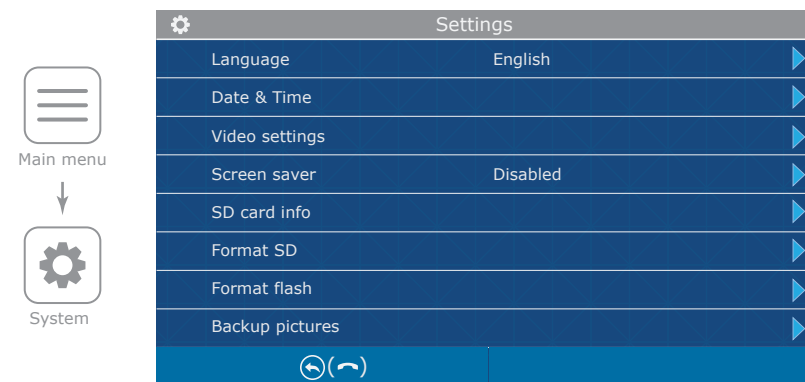 Settings
Language English
Date & Time
Video settings
Main menu
Screen saver Disabled
SD card info
Format SD
Format flash
System
Backup pictures
( )